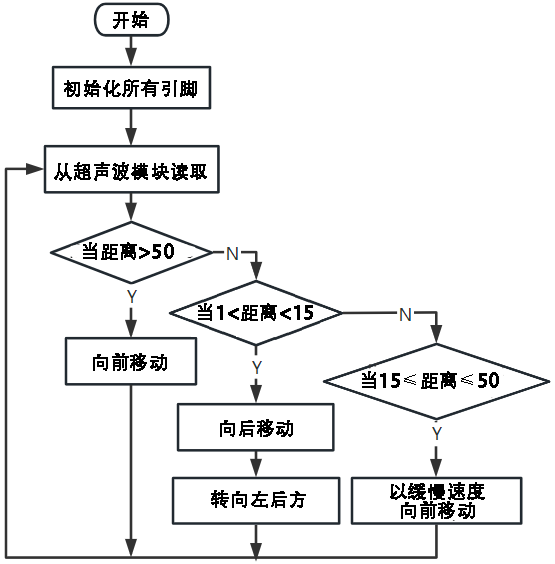 开始
初始化所有引脚
从超声波模块读取
当距离>50
N
Y
当1<距离<15
N
向前移动
Y
当15≤距离≤50
向后移动
Y
转向左后方
以缓慢速度
向前移动